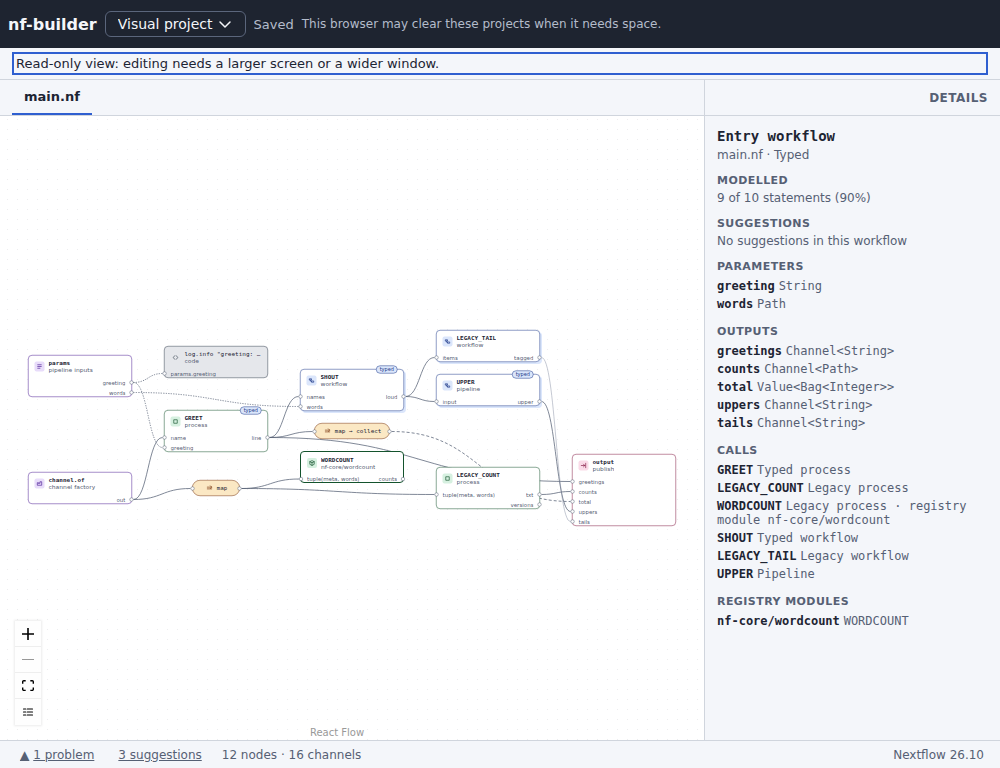 nf-builder Visual project Saved This browser may clear these projects when it needs space.
Read-only view: editing needs a larger screen or a wider window.
main.nf
DETAILS
params
pipeline inputs
greeting
words
channel.of
channel factory
out
log.info "greeting: …
code
params.greeting
typed
GREET
process
name line
greeting
map
typed
SHOUT
workflow
names loud
words
map → collect
WORDCOUNT
nf-core/wordcount
tuple(meta, words) counts
LEGACY_TAIL
workflow
items tagged
typed
UPPER
pipeline
input upper
LEGACY_COUNT
process
tuple(meta, words) txt
versions
output
publish
greetings
counts
total
uppers
tails
React Flow
Entry workflow
main.nf · Typed
MODELLED
9 of 10 statements (90%)
SUGGESTIONS
No suggestions in this workflow
PARAMETERS
greeting String
words Path
OUTPUTS
greetings Channel<String>
counts Channel<Path>
total Value<Bag<Integer>>
uppers Channel<String>
tails Channel<String>
CALLS
GREET Typed process
LEGACY_COUNT Legacy process
WORDCOUNT Legacy process · registry
module nf-core/wordcount
SHOUT Typed workflow
LEGACY_TAIL Legacy workflow
UPPER Pipeline
REGISTRY MODULES
nf-core/wordcount WORDCOUNT
▲ 1 problem 3 suggestions 12 nodes · 16 channels
Nextflow 26.10